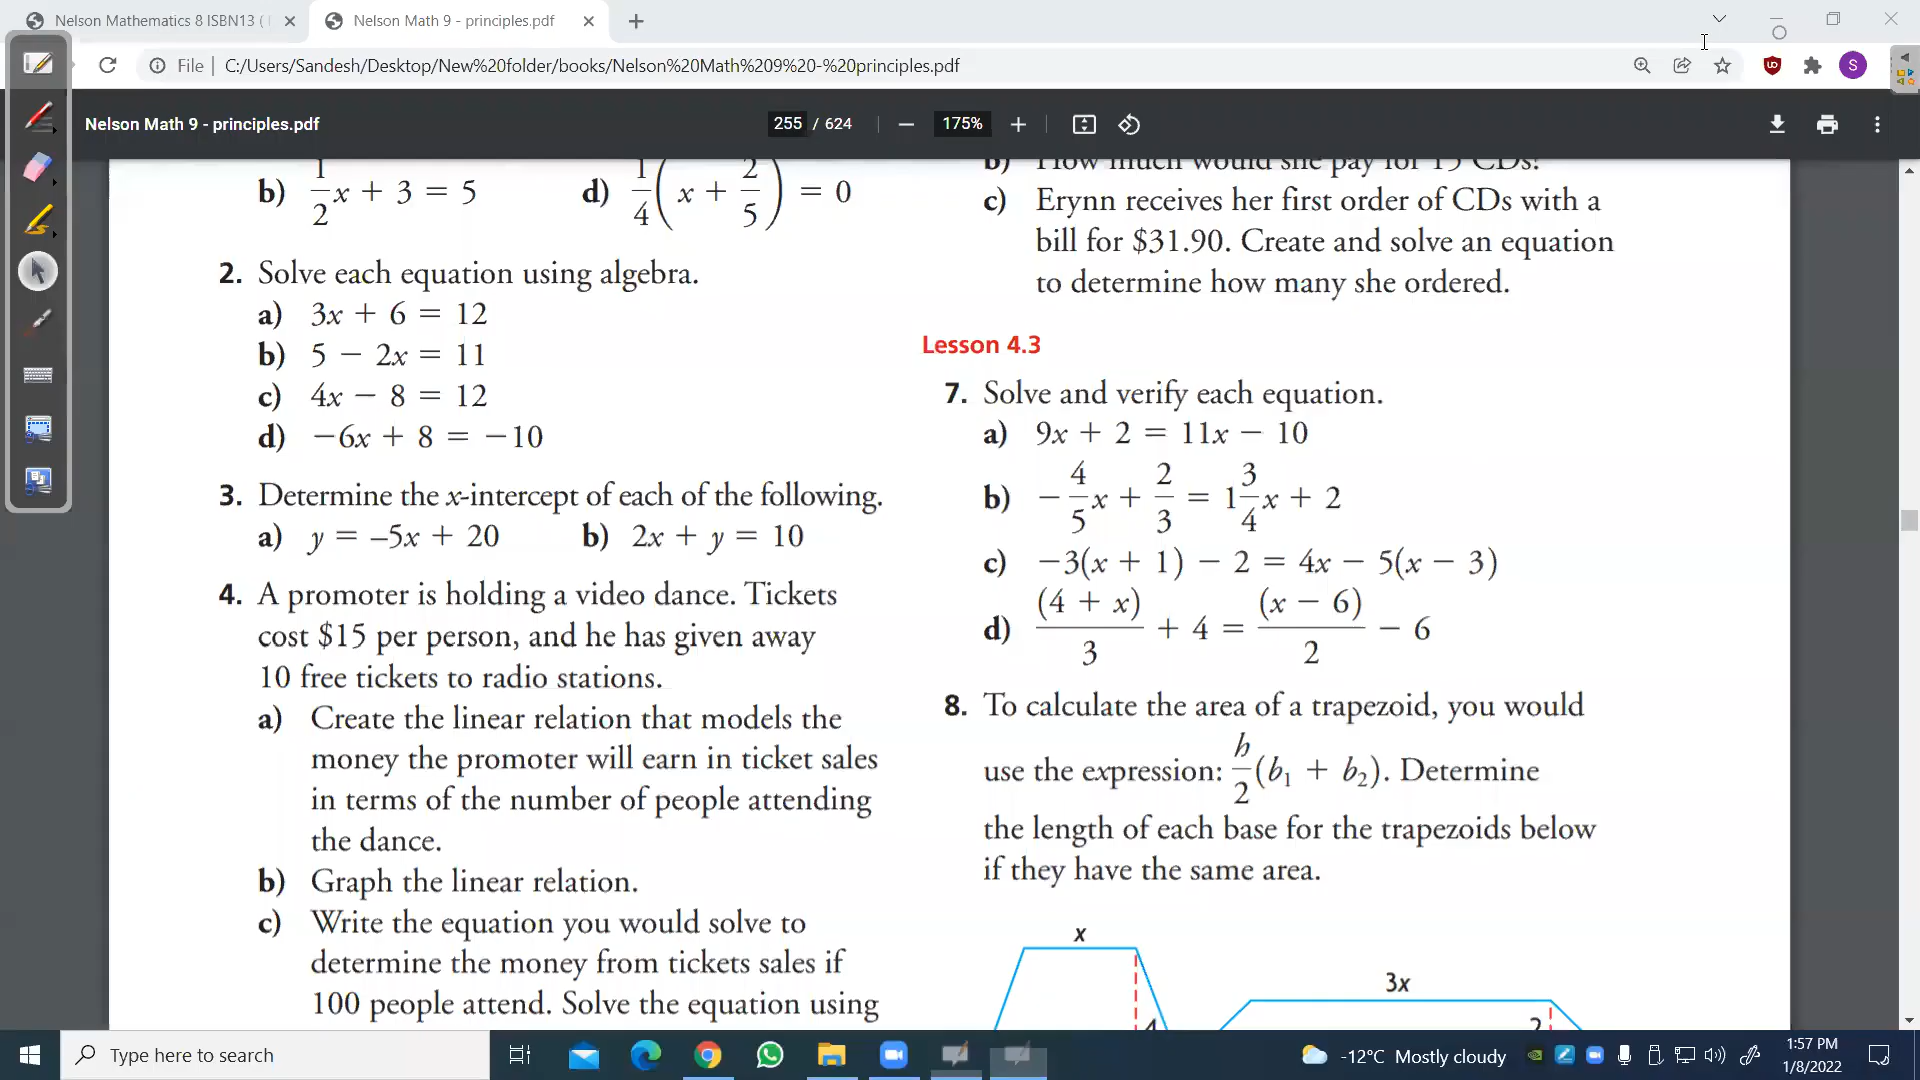 Nelson Mathematics 8 ISBN13 (
Nelson Math 9 - principles.pdf
File
C:/Users/Sandesh/Desktop/New%20folder/books/Nelson%20Math%209%20-%20principles.pdf
S
Nelson Math 9 - principles.pdf
255 / 624
175%
b) 1/2 x + 3 = 5
d) 1/4 ( x + 2/5 ) = 0
2. Solve each equation using algebra.
a) 3x + 6 = 12
b) 5 − 2x = 11
c) 4x − 8 = 12
d) −6x + 8 = −10
3. Determine the x-intercept of each of the following.
a) y = –5x + 20
b) 2x + y = 10
4. A promoter is holding a video dance. Tickets
cost $15 per person, and he has given away
10 free tickets to radio stations.
a) Create the linear relation that models the
money the promoter will earn in ticket sales
in terms of the number of people attending
the dance.
b) Graph the linear relation.
c) Write the equation you would solve to
determine the money from tickets sales if
100 people attend. Solve the equation using
b) How much would she pay for 15 CDs?
c) Erynn receives her first order of CDs with a
bill for $31.90. Create and solve an equation
to determine how many she ordered.
Lesson 4.3
7. Solve and verify each equation.
a) 9x + 2 = 11x − 10
b) −4/5 x + 2/3 = 1 3/4 x + 2
c) −3(x + 1) − 2 = 4x − 5(x − 3)
d) (4 + x)/3 + 4 = (x − 6)/2 − 6
8. To calculate the area of a trapezoid, you would
use the expression: h/2 (b₁ + b₂). Determine
the length of each base for the trapezoids below
if they have the same area.
x
3x
4
2
Type here to search
-12°C Mostly cloudy
1:57 PM
1/8/2022